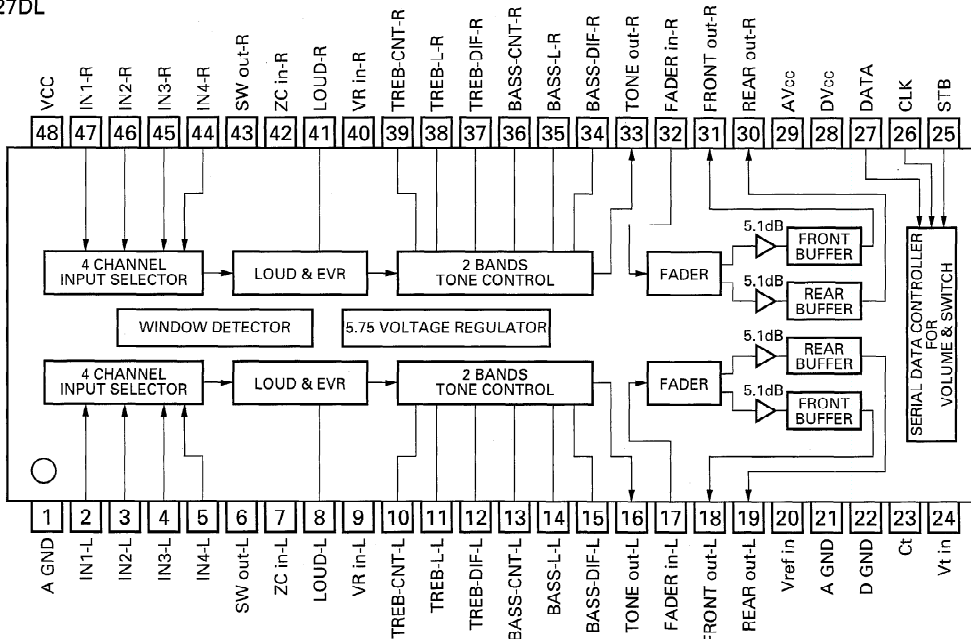 27DL
VCC
IN1-R
IN2-R
IN3-R
IN4-R
SW out-R
ZC in-R
LOUD-R
VR in-R
TREB-CNT-R
TREB-L-R
TREB-DIF-R
BASS-CNT-R
BASS-L-R
BASS-DIF-R
TONE out-R
FADER in-R
FRONT out-R
REAR out-R
AVcc
DVcc
DATA
CLK
STB
48 47 46 45 44 43 42 41 40 39 38 37 36 35 34 33 32 31 30 29 28 27 26 25
4 CHANNEL
INPUT SELECTOR
LOUD & EVR
2 BANDS
TONE CONTROL
FADER
5.1dB
FRONT
BUFFER
5.1dB
REAR
BUFFER
WINDOW DETECTOR
5.75 VOLTAGE REGULATOR
4 CHANNEL
INPUT SELECTOR
LOUD & EVR
2 BANDS
TONE CONTROL
FADER
5.1dB
REAR
BUFFER
5.1dB
FRONT
BUFFER
SERIAL DATA CONTROLLER
FOR
VOLUME & SWITCH
1 2 3 4 5 6 7 8 9 10 11 12 13 14 15 16 17 18 19 20 21 22 23 24
A GND
IN1-L
IN2-L
IN3-L
IN4-L
SW out-L
ZC in-L
LOUD-L
VR in-L
TREB-CNT-L
TREB-L-L
TREB-DIF-L
BASS-CNT-L
BASS-L-L
BASS-DIF-L
TONE out-L
FADER in-L
FRONT out-L
REAR out-L
Vref in
A GND
D GND
Ct
Vt in